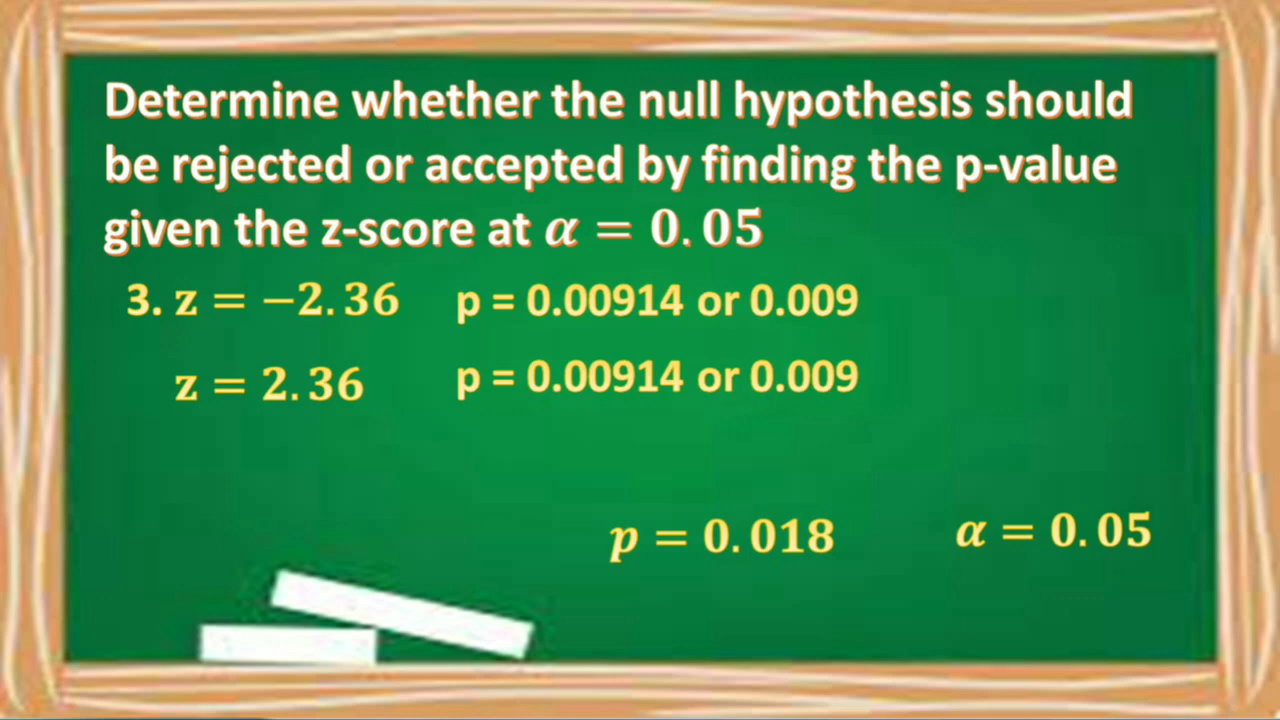 Determine whether the null hypothesis should
be rejected or accepted by finding the p-value
given the z-score at α = 0.05
3. z = −2.36 p = 0.00914 or 0.009
z = 2.36 p = 0.00914 or 0.009
p = 0.018 α = 0.05